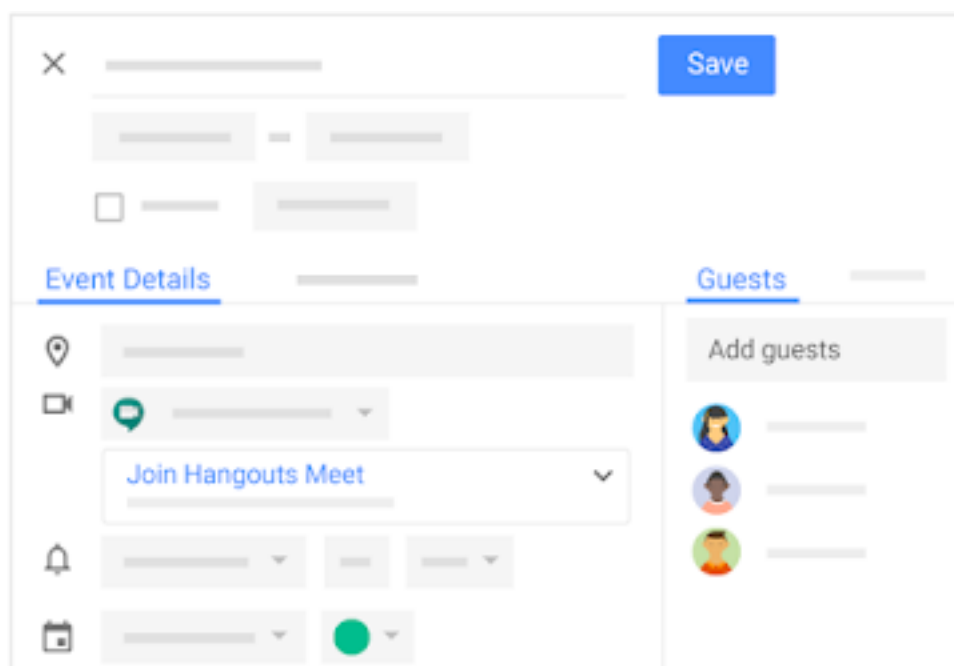 Save
Event Details
Guests
Add guests
Join Hangouts Meet